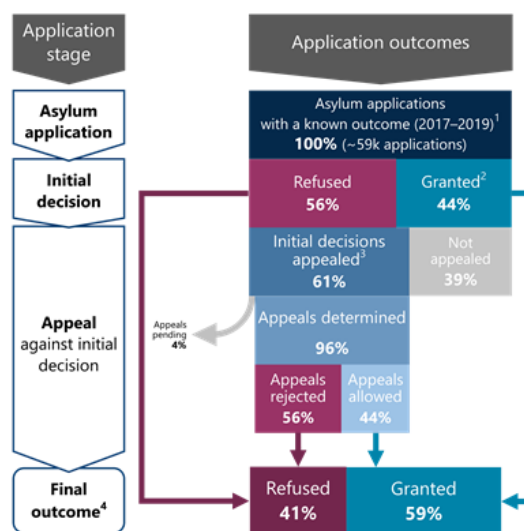 Application
stage
Application outcomes
Asylum
application
Asylum applications
with a known outcome (2017–2019)¹
100% (~59k applications)
Initial
decision
Refused
56%
Granted²
44%
Appeal
against initial
decision
Initial decisions
appealed³
61%
Not
appealed
39%
Appeals
pending
4%
Appeals determined
96%
Appeals
rejected
56%
Appeals
allowed
44%
Final
outcome⁴
Refused
41%
Granted
59%